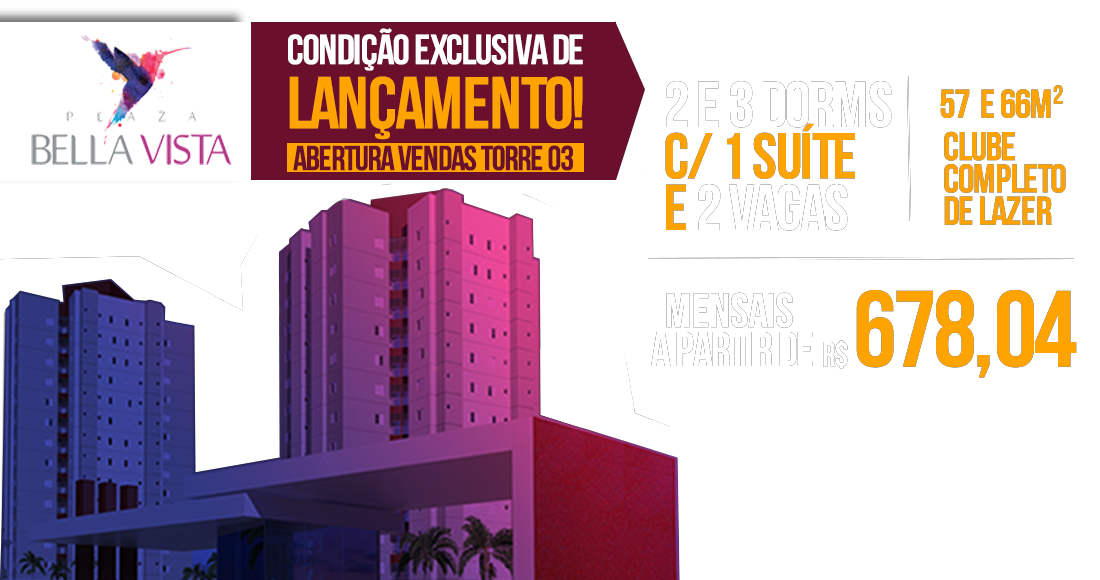 PLAZA
BELLA VISTA
CONDIÇÃO EXCLUSIVA DE
LANÇAMENTO!
ABERTURA VENDAS TORRE 03
2 E 3 DORMS
C/ 1 SUÍTE
E 2 VAGAS
57 E 66M²
CLUBE
COMPLETO
DE LAZER
MENSAIS
A PARTIR DE R$ 678,04